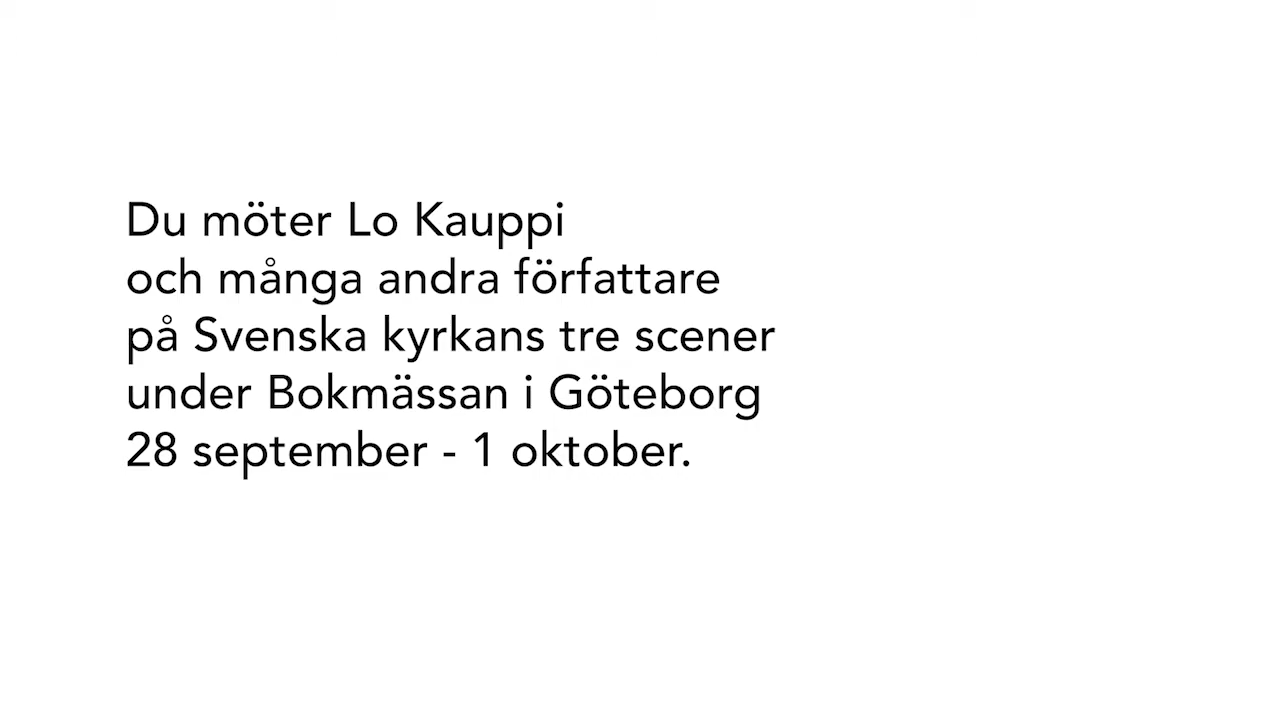 Du möter Lo Kauppi
och många andra författare
på Svenska kyrkans tre scener
under Bokmässan i Göteborg
28 september - 1 oktober.